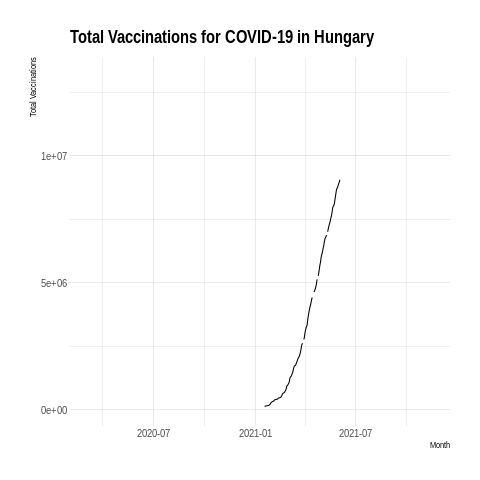 Total Vaccinations for COVID-19 in Hungary
Total Vaccinations
1e+07
5e+06
0e+00
2020-07
2021-01
2021-07
Month